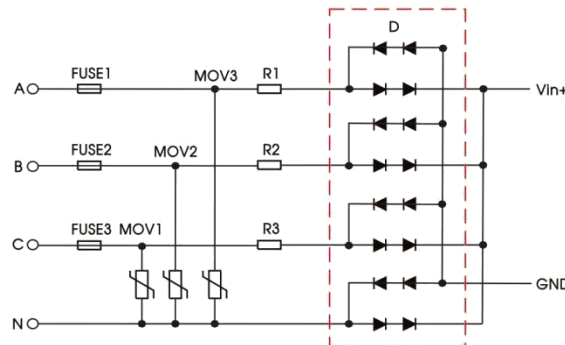 D
FUSE1 MOV3 R1
A Vin+
FUSE2 MOV2 R2
B
FUSE3 MOV1 R3
C
GND
N